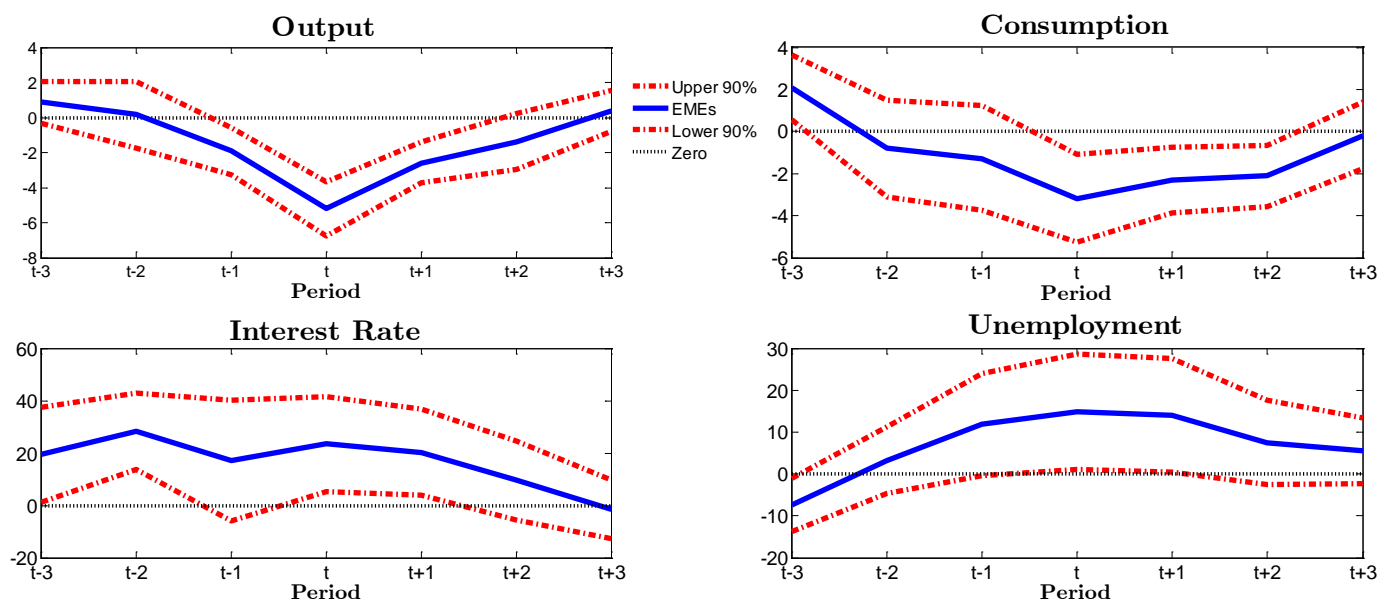 Output
4
2
0
-2
-4
-6
-8
t-3 t-2 t-1 t t+1 t+2 t+3
Period
Upper 90%
EMEs
Lower 90%
Zero
Consumption
4
2
0
-2
-4
-6
t-3 t-2 t-1 t t+1 t+2 t+3
Period
Interest Rate
60
40
20
0
-20
t-3 t-2 t-1 t t+1 t+2 t+3
Period
Unemployment
30
20
10
0
-10
-20
t-3 t-2 t-1 t t+1 t+2 t+3
Period